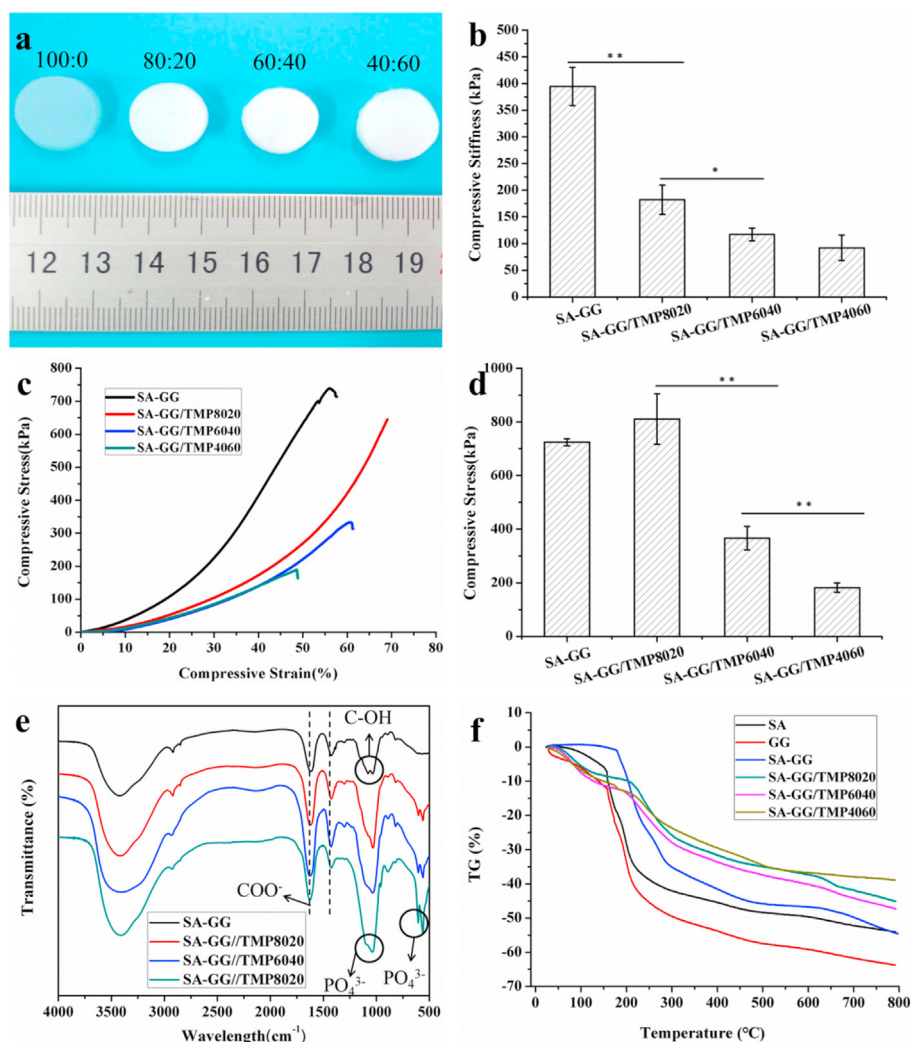 a
100:0 80:20 60:40 40:60
12 13 14 15 16 17 18 19
b
Compressive Stiffness (kPa)
450
400
350
300
250
200
150
100
50
0
**
*
SA-GG
SA-GG/TMP8020
SA-GG/TMP6040
SA-GG/TMP4060
c
Compressive Stress(kPa)
800
700
600
500
400
300
200
100
0
SA-GG
SA-GG/TMP8020
SA-GG/TMP6040
SA-GG/TMP4060
0 10 20 30 40 50 60 70 80
Compressive Strain(%)
d
Compressive Stress(kPa)
1000
800
600
400
200
0
**
**
SA-GG
SA-GG/TMP8020
SA-GG/TMP6040
SA-GG/TMP4060
e
Transmittance (%)
C-OH
COO-
PO₄³⁻
PO₄³⁻
SA-GG
SA-GG//TMP8020
SA-GG//TMP6040
SA-GG//TMP8020
4000 3500 3000 2500 2000 1500 1000 500
Wavelength(cm⁻¹)
f
TG (%)
10
0
-10
-20
-30
-40
-50
-60
-70
SA
GG
SA-GG
SA-GG/TMP8020
SA-GG/TMP6040
SA-GG/TMP4060
0 100 200 300 400 500 600 700 800
Temperature (°C)